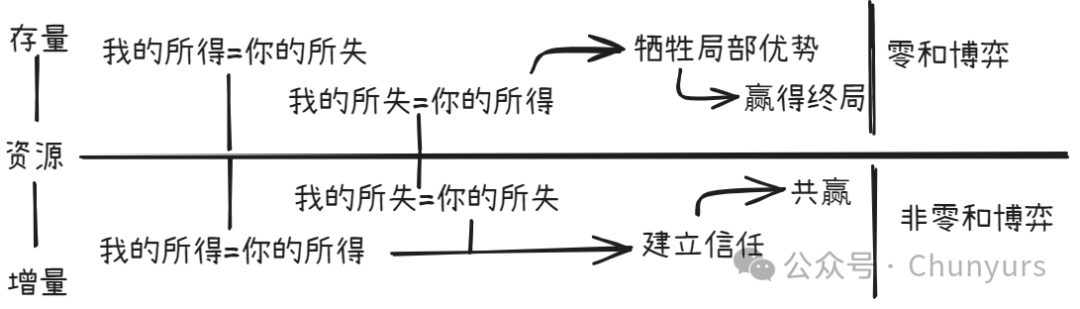 存量
我的所得=你的所失
牺牲局部优势
零和博弈
我的所失=你的所得
赢得终局
资源
我的所失=你的所失
共赢
非零和博弈
我的所得=你的所得
建立信任
公众号 · Chunyurs
增量